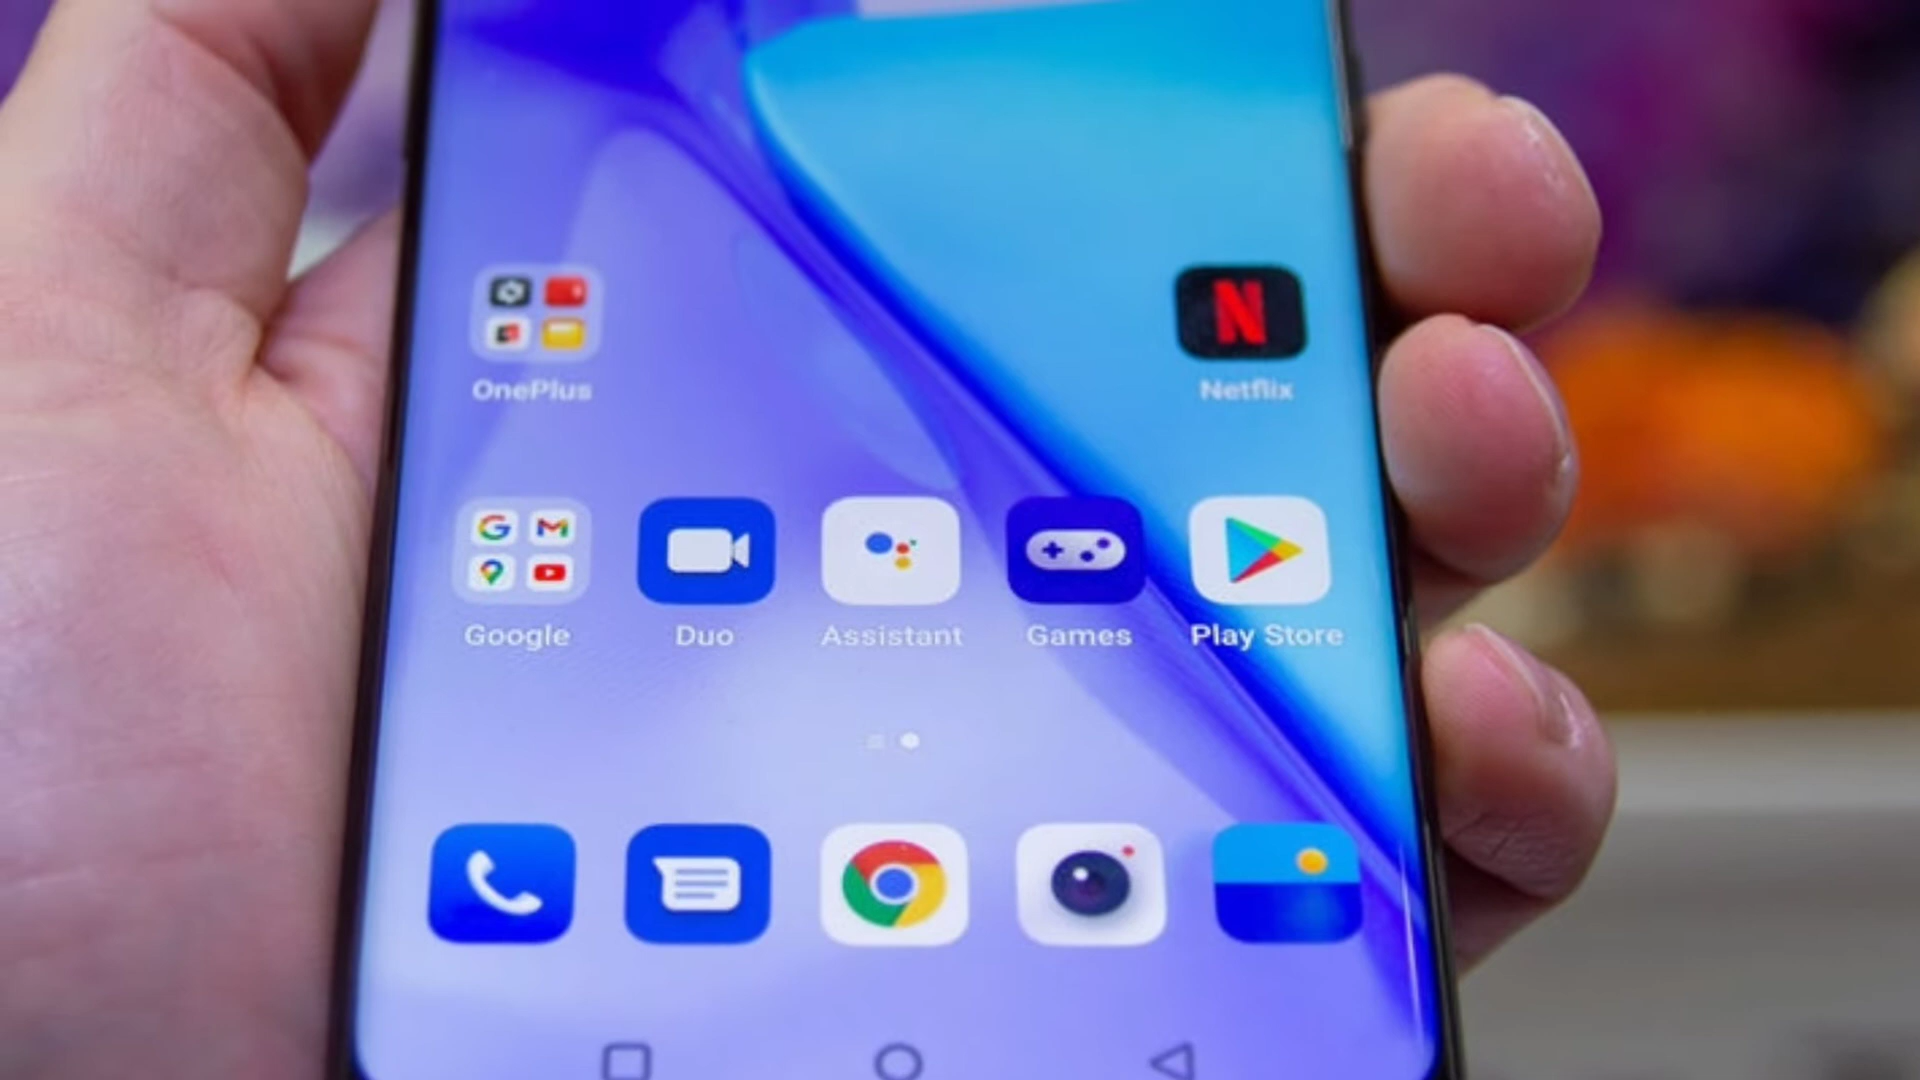 OnePlus
Netflix
Google
Duo
Assistant
Games
Play Store